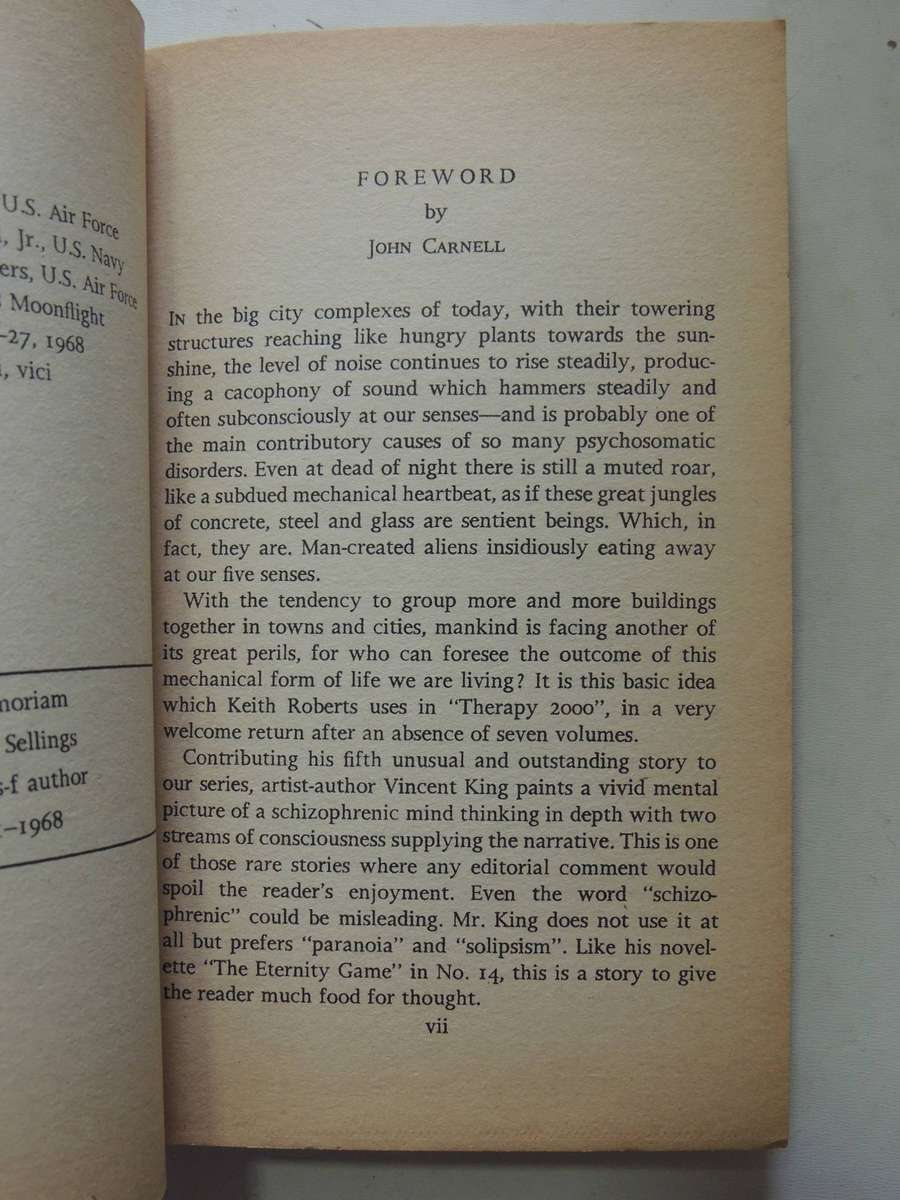 U.S. Air Force
Jr., U.S. Navy
ers, U.S. Air Force
Moonflight
-27, 1968
, vici
noriam
Sellings
s-f author
–1968
FOREWORD
by
JOHN CARNELL
IN the big city complexes of today, with their towering
structures reaching like hungry plants towards the sun-
shine, the level of noise continues to rise steadily, produc-
ing a cacophony of sound which hammers steadily and
often subconsciously at our senses—and is probably one of
the main contributory causes of so many psychosomatic
disorders. Even at dead of night there is still a muted roar,
like a subdued mechanical heartbeat, as if these great jungles
of concrete, steel and glass are sentient beings. Which, in
fact, they are. Man-created aliens insidiously eating away
at our five senses.
With the tendency to group more and more buildings
together in towns and cities, mankind is facing another of
its great perils, for who can foresee the outcome of this
mechanical form of life we are living? It is this basic idea
which Keith Roberts uses in "Therapy 2000", in a very
welcome return after an absence of seven volumes.
Contributing his fifth unusual and outstanding story to
our series, artist-author Vincent King paints a vivid mental
picture of a schizophrenic mind thinking in depth with two
streams of consciousness supplying the narrative. This is one
of those rare stories where any editorial comment would
spoil the reader's enjoyment. Even the word "schizo-
phrenic" could be misleading. Mr. King does not use it at
all but prefers "paranoia" and "solipsism". Like his novel-
ette "The Eternity Game" in No. 14, this is a story to give
the reader much food for thought.
vii